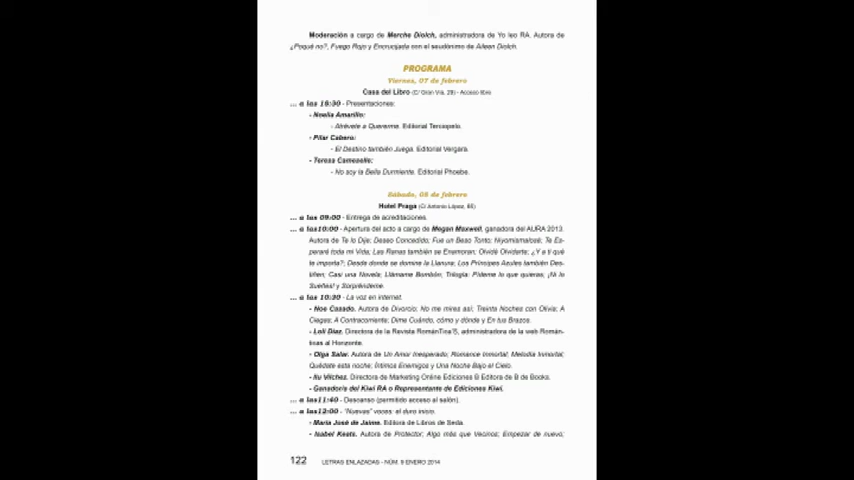 Moderación a cargo de Merche Diolch, administradora de Yo leo RA. Autora de
¿Poqué no?, Fuego Rojo y Encrucijada con el seudónimo de Aileen Diolch.
PROGRAMA
Viernes, 07 de febrero
Casa del Libro (C/ Gran Vía, 29) - Acceso libre
... a las 18:30 - Presentaciones:
- Noelia Amarillo:
- Atrévete a Quererme. Editorial Terciopelo.
- Pilar Cabero:
- El Destino también Juega. Editorial Vergara.
- Teresa Cameselle:
- No soy la Bella Durmiente. Editorial Phoebe.
Sábado, 08 de febrero
Hotel Praga (C/ Antonio López, 65)
... a las 09:00 - Entrega de acreditaciones.
... a las10:00 - Apertura del acto a cargo de Megan Maxwell, ganadora del AURA 2013.
Autora de Te lo Dije; Deseo Concedido; Fue un Beso Tonto; Niyomismalosé; Te Es-
peraré toda mi Vida; Las Ranas también se Enamoran; Olvidé Olvidarte; ¿Y a ti qué
te importa?; Desde donde se domine la Llanura; Los Príncipes Azules también Des-
tiñen; Casi una Novela; Llámame Bombón; Trilogía: Pídeme lo que quieras; ¡Ni lo
Sueñes! y Sorpréndeme.
... a las 10:30 - La voz en internet.
- Noe Casado. Autora de Divorcio; No me mires así; Treinta Noches con Olivia; A
Ciegas; A Contracorriente; Dime Cuándo, cómo y dónde y En tus Brazos.
- Loli Díaz. Directora de la Revista RománTica'S, administradora de la web Román-
ticas al Horizonte.
- Olga Salar. Autora de Un Amor Inesperado; Romance Inmortal; Melodía Inmortal;
Quédate esta noche; Íntimos Enemigos y Una Noche Bajo el Cielo.
- Itu Vílchez. Directora de Marketing Online Ediciones B Editora de B de Books.
- Ganador/s del Kiwi RA o Representante de Ediciones Kiwi.
... a las11:40 - Descanso (permitido acceso al salón).
... a las12:00 - "Nuevas" voces: el duro inicio.
- María José de Jaime. Editora de Libros de Seda.
- Isabel Keats. Autora de Protector; Algo más que Vecinos; Empezar de nuevo;
122 LETRAS ENLAZADAS - NÚM. 9 ENERO 2014